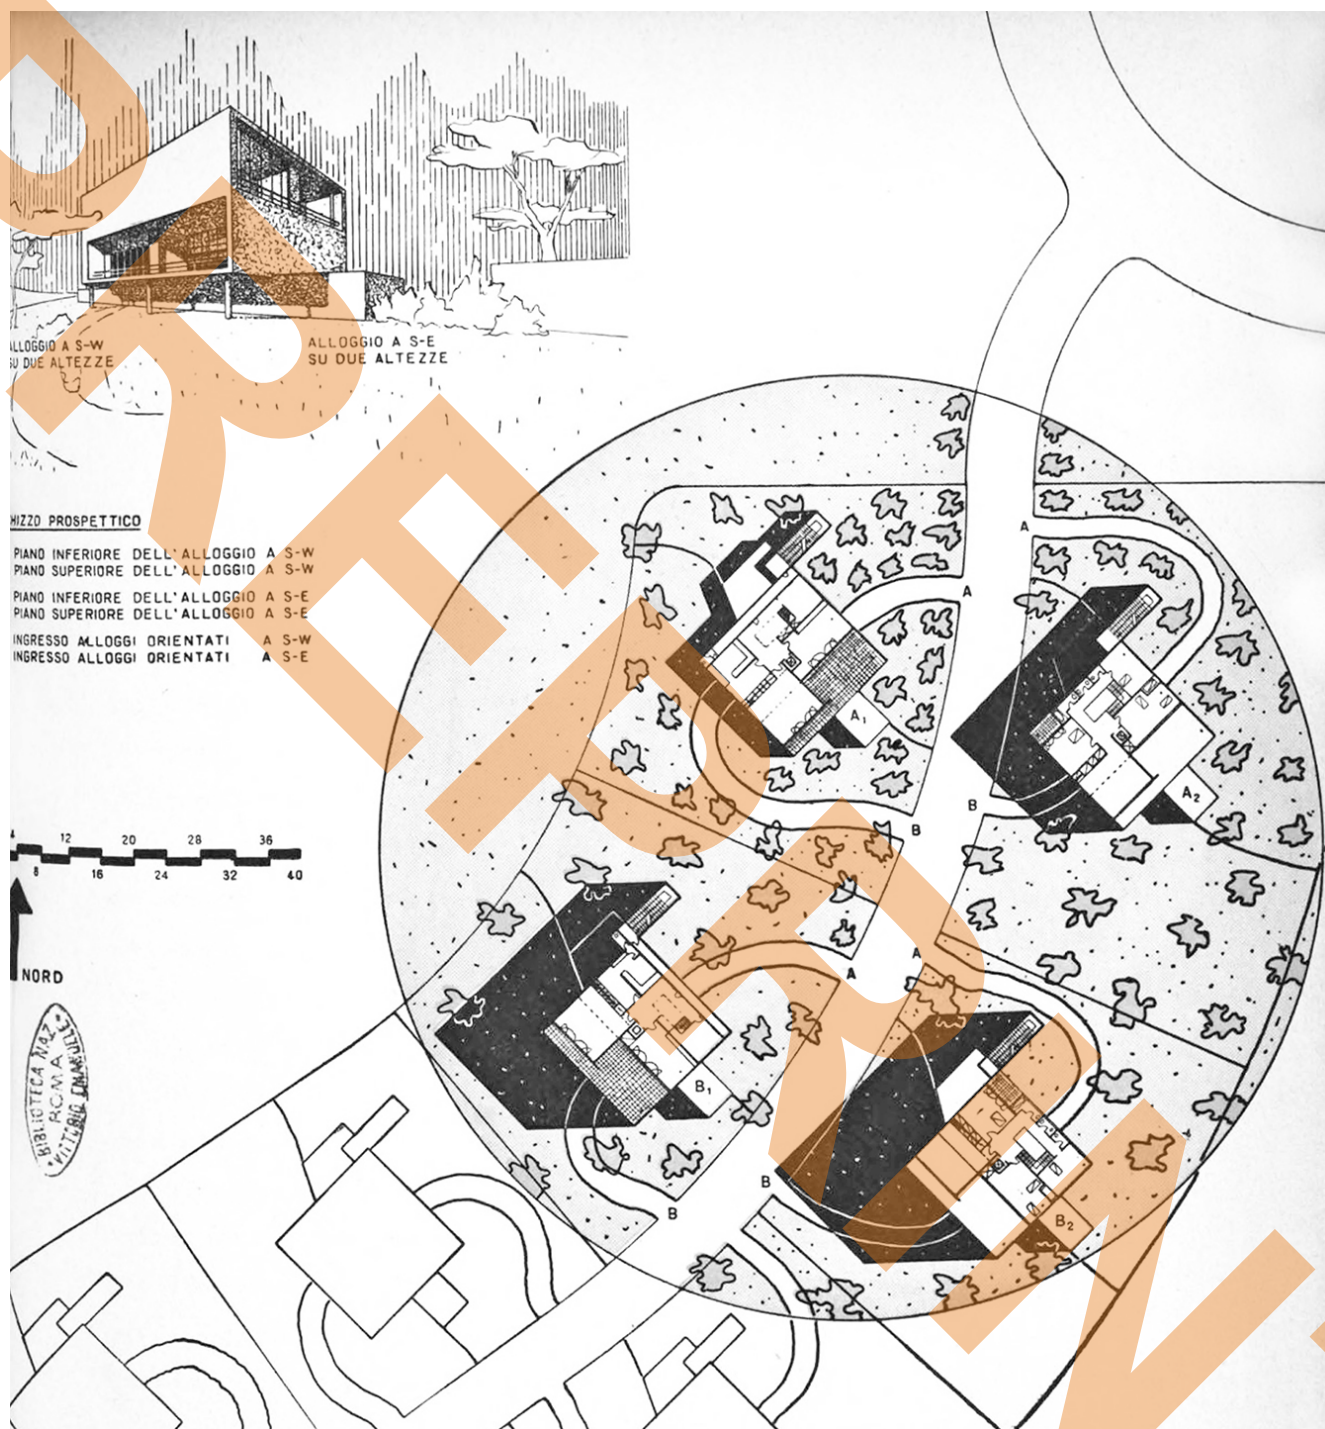 ALLOGGIO A S-W
SU DUE ALTEZZE
ALLOGGIO A S-E
SU DUE ALTEZZE
HIZZO PROSPETTICO
PIANO INFERIORE DELL'ALLOGGIO A S-W
PIANO SUPERIORE DELL'ALLOGGIO A S-W
PIANO INFERIORE DELL'ALLOGGIO A S-E
PIANO SUPERIORE DELL'ALLOGGIO A S-E
INGRESSO ALLOGGI ORIENTATI A S-W
INGRESSO ALLOGGI ORIENTATI A S-E
4 12 20 28 36
8 16 24 32 40
NORD
BIBLIOTECA NAZ.
ROMA
VITTORIO EMANUELE
A
A
A1
A2
B
B
A
A
B1
B
B
B2
PREPRINT